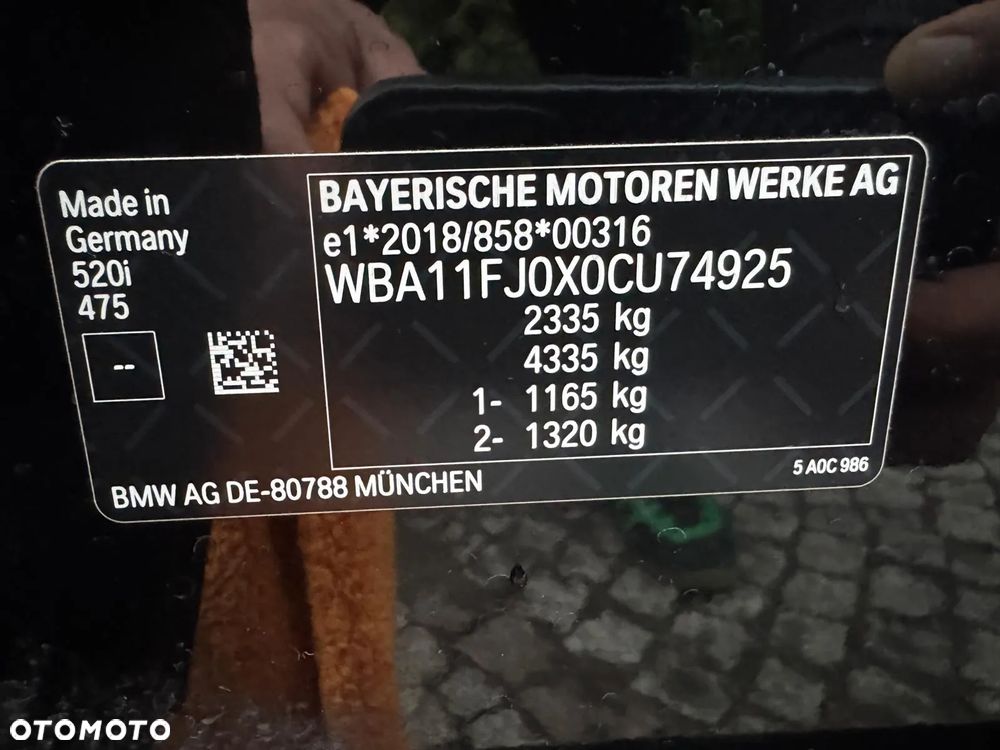 Made in
Germany
520i
475
--
BAYERISCHE MOTOREN WERKE AG
e1*2018/858*00316
WBA11FJ0X0CU74925
2335 kg
4335 kg
1- 1165 kg
2- 1320 kg
BMW AG DE-80788 MÜNCHEN
5 A0C 986
OTOMOTO